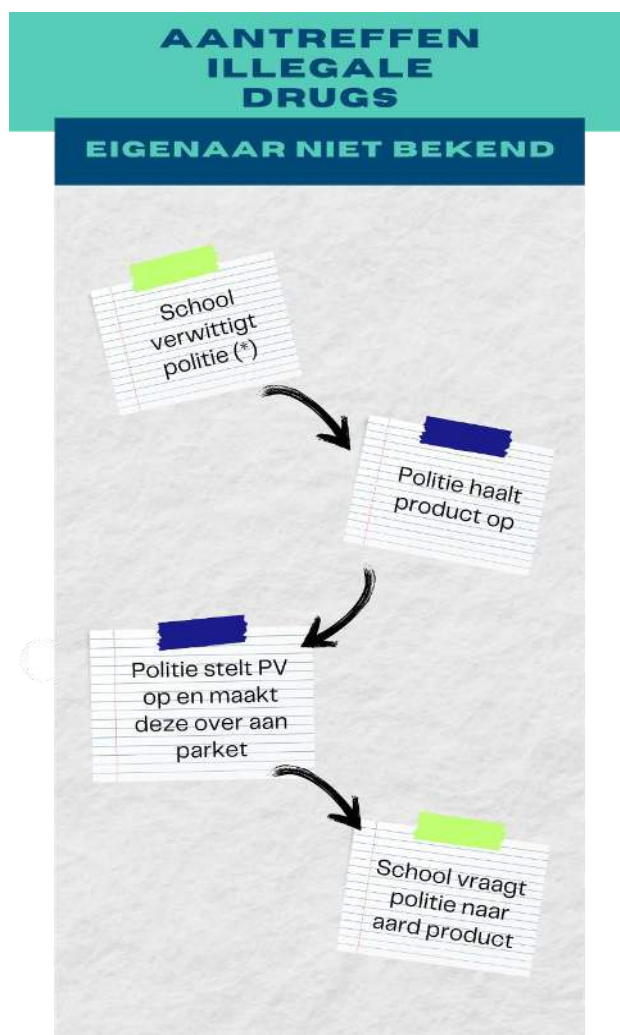 AANTREFFEN
ILLEGALE
DRUGS
EIGENAAR NIET BEKEND
School
verwittigt
politie (*)
Politie haalt
product op
Politie stelt PV
op en maakt
deze over aan
parket
School vraagt
politie naar
aard product